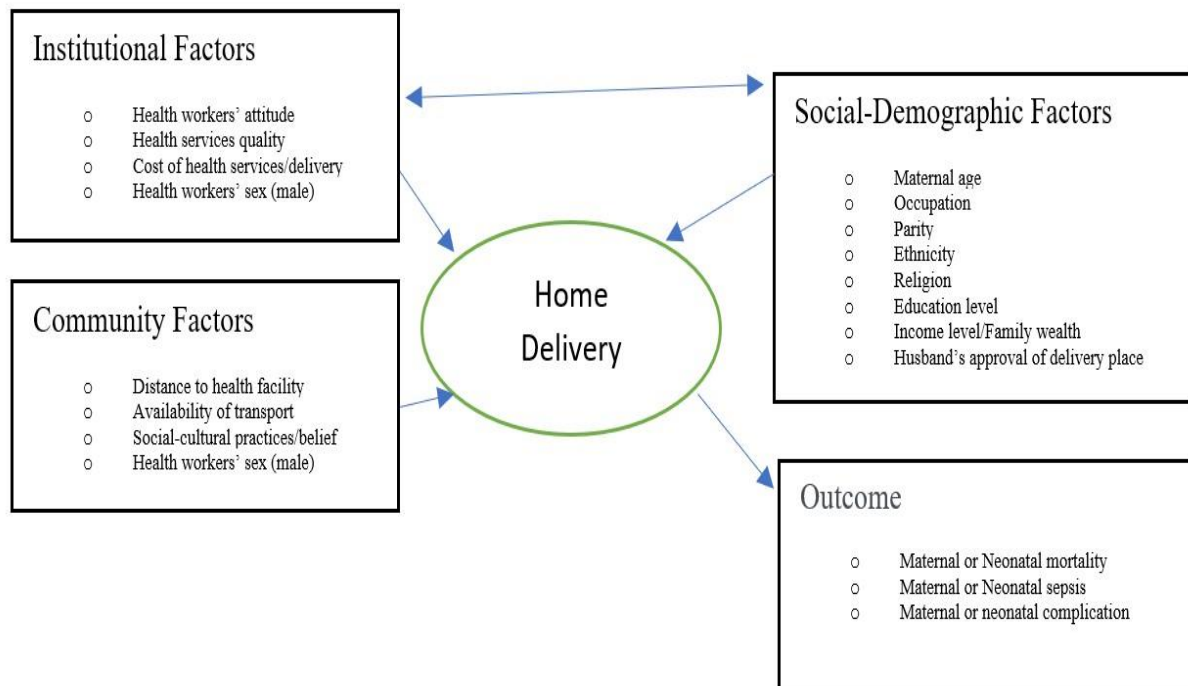 Institutional Factors
o Health workers’ attitude
o Health services quality
o Cost of health services/delivery
o Health workers’ sex (male)
Community Factors
o Distance to health facility
o Availability of transport
o Social-cultural practices/belief
o Health workers’ sex (male)
Home
Delivery
Social-Demographic Factors
o Maternal age
o Occupation
o Parity
o Ethnicity
o Religion
o Education level
o Income level/Family wealth
o Husband’s approval of delivery place
Outcome
o Maternal or Neonatal mortality
o Maternal or Neonatal sepsis
o Maternal or neonatal complication